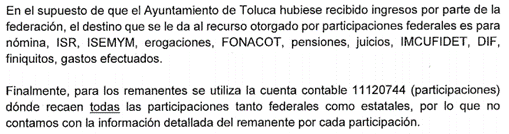 En el supuesto de que el Ayuntamiento de Toluca hubiese recibido ingresos por parte de la
federación, el destino que se le da al recurso otorgado por participaciones federales es para
nómina, ISR, ISEMYM, erogaciones, FONACOT, pensiones, juicios, IMCUFIDET, DIF,
finiquitos, gastos efectuados.
Finalmente, para los remanentes se utiliza la cuenta contable 11120744 (participaciones)
dónde recaen todas las participaciones tanto federales como estatales, por lo que no
contamos con la información detallada del remanente por cada participación.